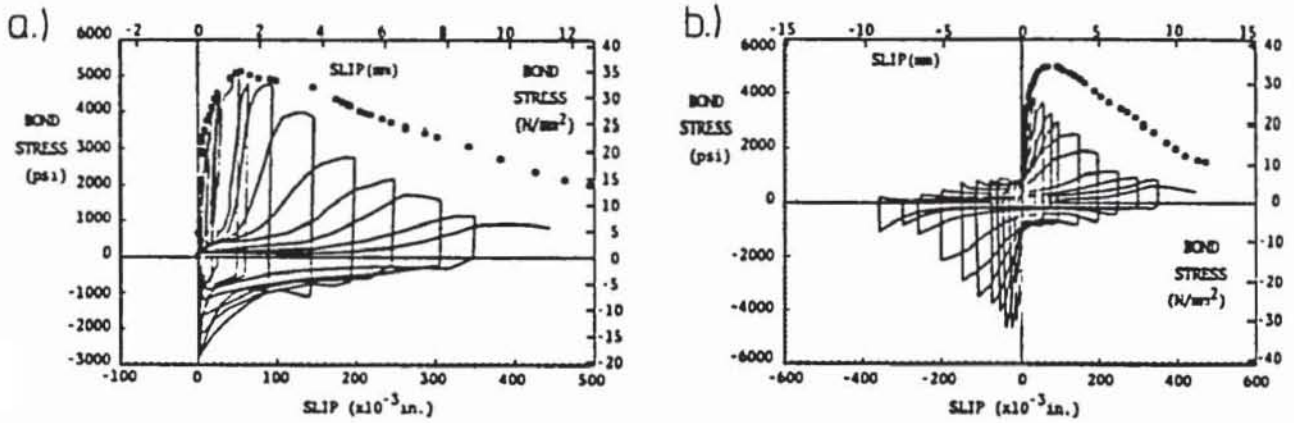 a.)
0 2 4 6 8 10 12
SLIP(mm)
6000
5000
4000
3000
2000
1000
0
-1000
-2000
-3000
BOND
STRESS
(psi)
BOND
STRESS
(N/mm²)
40
35
30
25
20
15
10
5
0
-5
-10
-15
-20
-100 0 100 200 300 400 500
SLIP (x10⁻³in.)
b.)
-15 -10 -5 0 5 10 15
SLIP(mm)
6000
4000
2000
0
-2000
-4000
-6000
BOND
STRESS
(psi)
BOND
STRESS
(N/mm²)
40
30
20
10
0
-10
-20
-30
-40
-600 -400 -200 0 200 400 600
SLIP (x10⁻³in.)